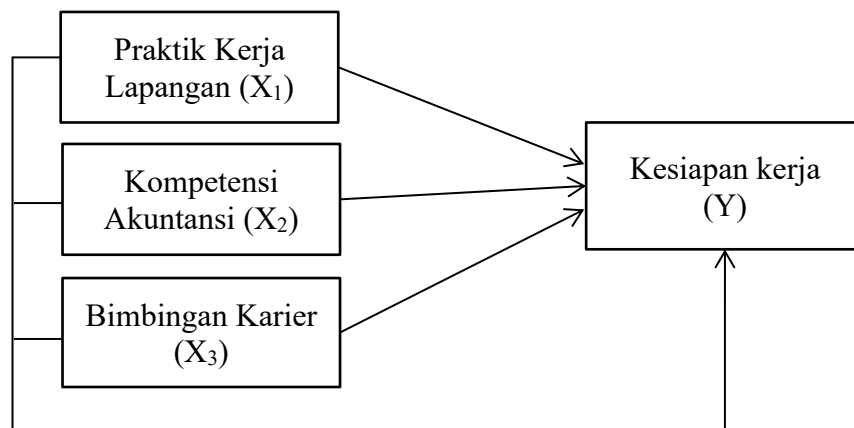 Praktik Kerja
Lapangan (X₁)
Kompetensi
Akuntansi (X₂)
Bimbingan Karier
(X₃)
Kesiapan kerja
(Y)